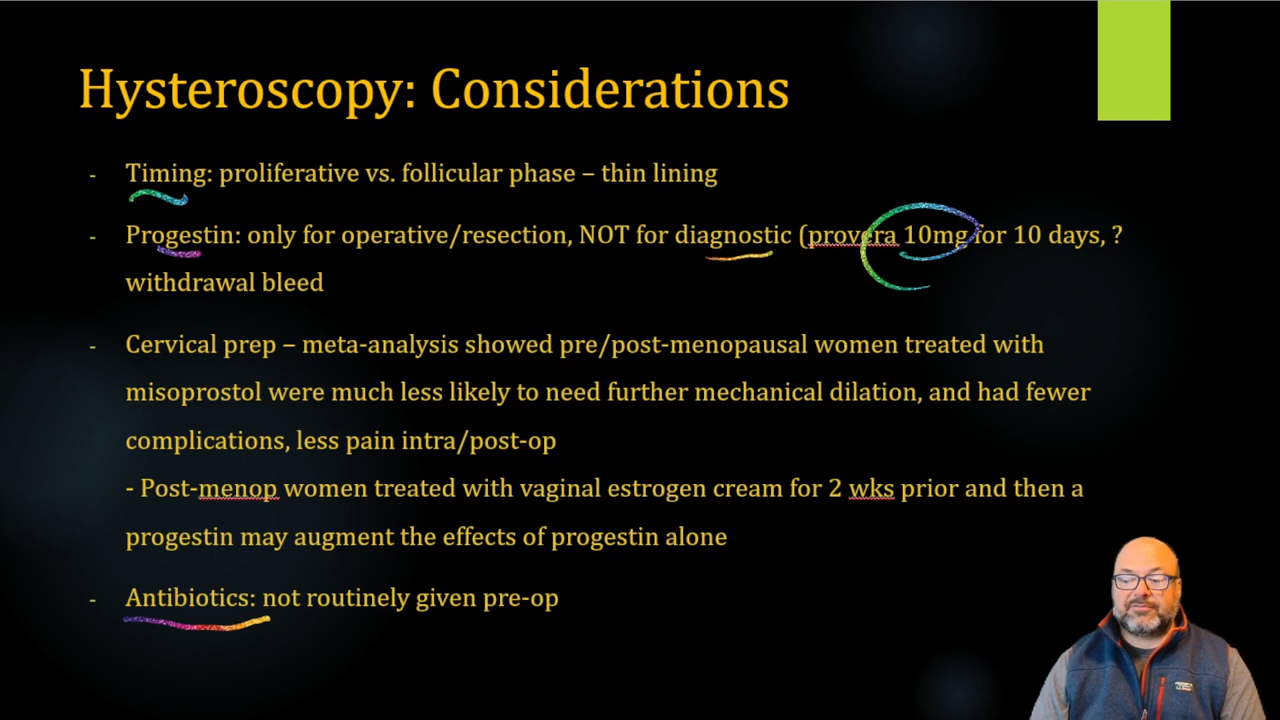 Hysteroscopy: Considerations
- Timing: proliferative vs. follicular phase – thin lining
- Progestin: only for operative/resection, NOT for diagnostic (provera 10mg for 10 days, ?
withdrawal bleed
- Cervical prep – meta-analysis showed pre/post-menopausal women treated with
misoprostol were much less likely to need further mechanical dilation, and had fewer
complications, less pain intra/post-op
- Post-menop women treated with vaginal estrogen cream for 2 wks prior and then a
progestin may augment the effects of progestin alone
- Antibiotics: not routinely given pre-op